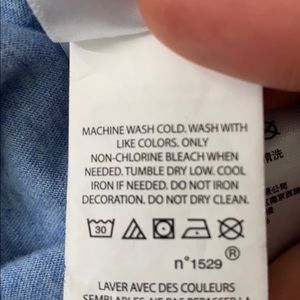 MACHINE WASH COLD. WASH WITH
LIKE COLORS. ONLY
NON-CHLORINE BLEACH WHEN
NEEDED. TUMBLE DRY LOW. COOL
IRON IF NEEDED. DO NOT IRON
DECORATION. DO NOT DRY CLEAN.
30
n°1529 ®
LAVER AVEC DES COULEURS